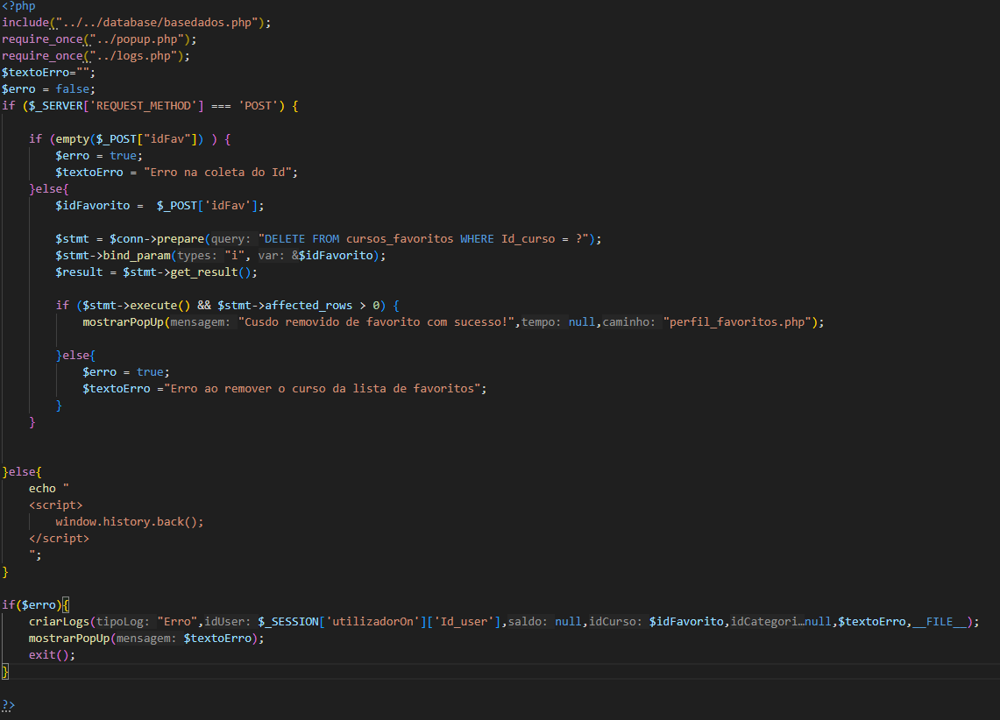 <?php
include("../../database/basedados.php");
require_once("../popup.php");
require_once("../logs.php");
$textoErro="";
$erro = false;
if ($_SERVER['REQUEST_METHOD'] === 'POST') {
if (empty($_POST["idFav"]) ) {
$erro = true;
$textoErro = "Erro na coleta do Id";
}else{
$idFavorito =  $_POST['idFav'];
$stmt = $conn->prepare(query: "DELETE FROM cursos_favoritos WHERE Id_curso = ?");
$stmt->bind_param(types: "i", var: &$idFavorito);
$result = $stmt->get_result();
if ($stmt->execute() && $stmt->affected_rows > 0) {
mostrarPopUp(mensagem: "Cusdo removido de favorito com sucesso!",tempo: null,caminho: "perfil_favoritos.php");
}else{
$erro = true;
$textoErro ="Erro ao remover o curso da lista de favoritos";
}
}
}else{
echo "
<script>
window.history.back();
</script>
";
}
if($erro){
criarLogs(tipoLog: "Erro",idUser: $_SESSION['utilizadorOn']['Id_user'],saldo: null,idCurso: $idFavorito,idCategori…null,$textoErro,__FILE__);
mostrarPopUp(mensagem: $textoErro);
exit();
}
?>